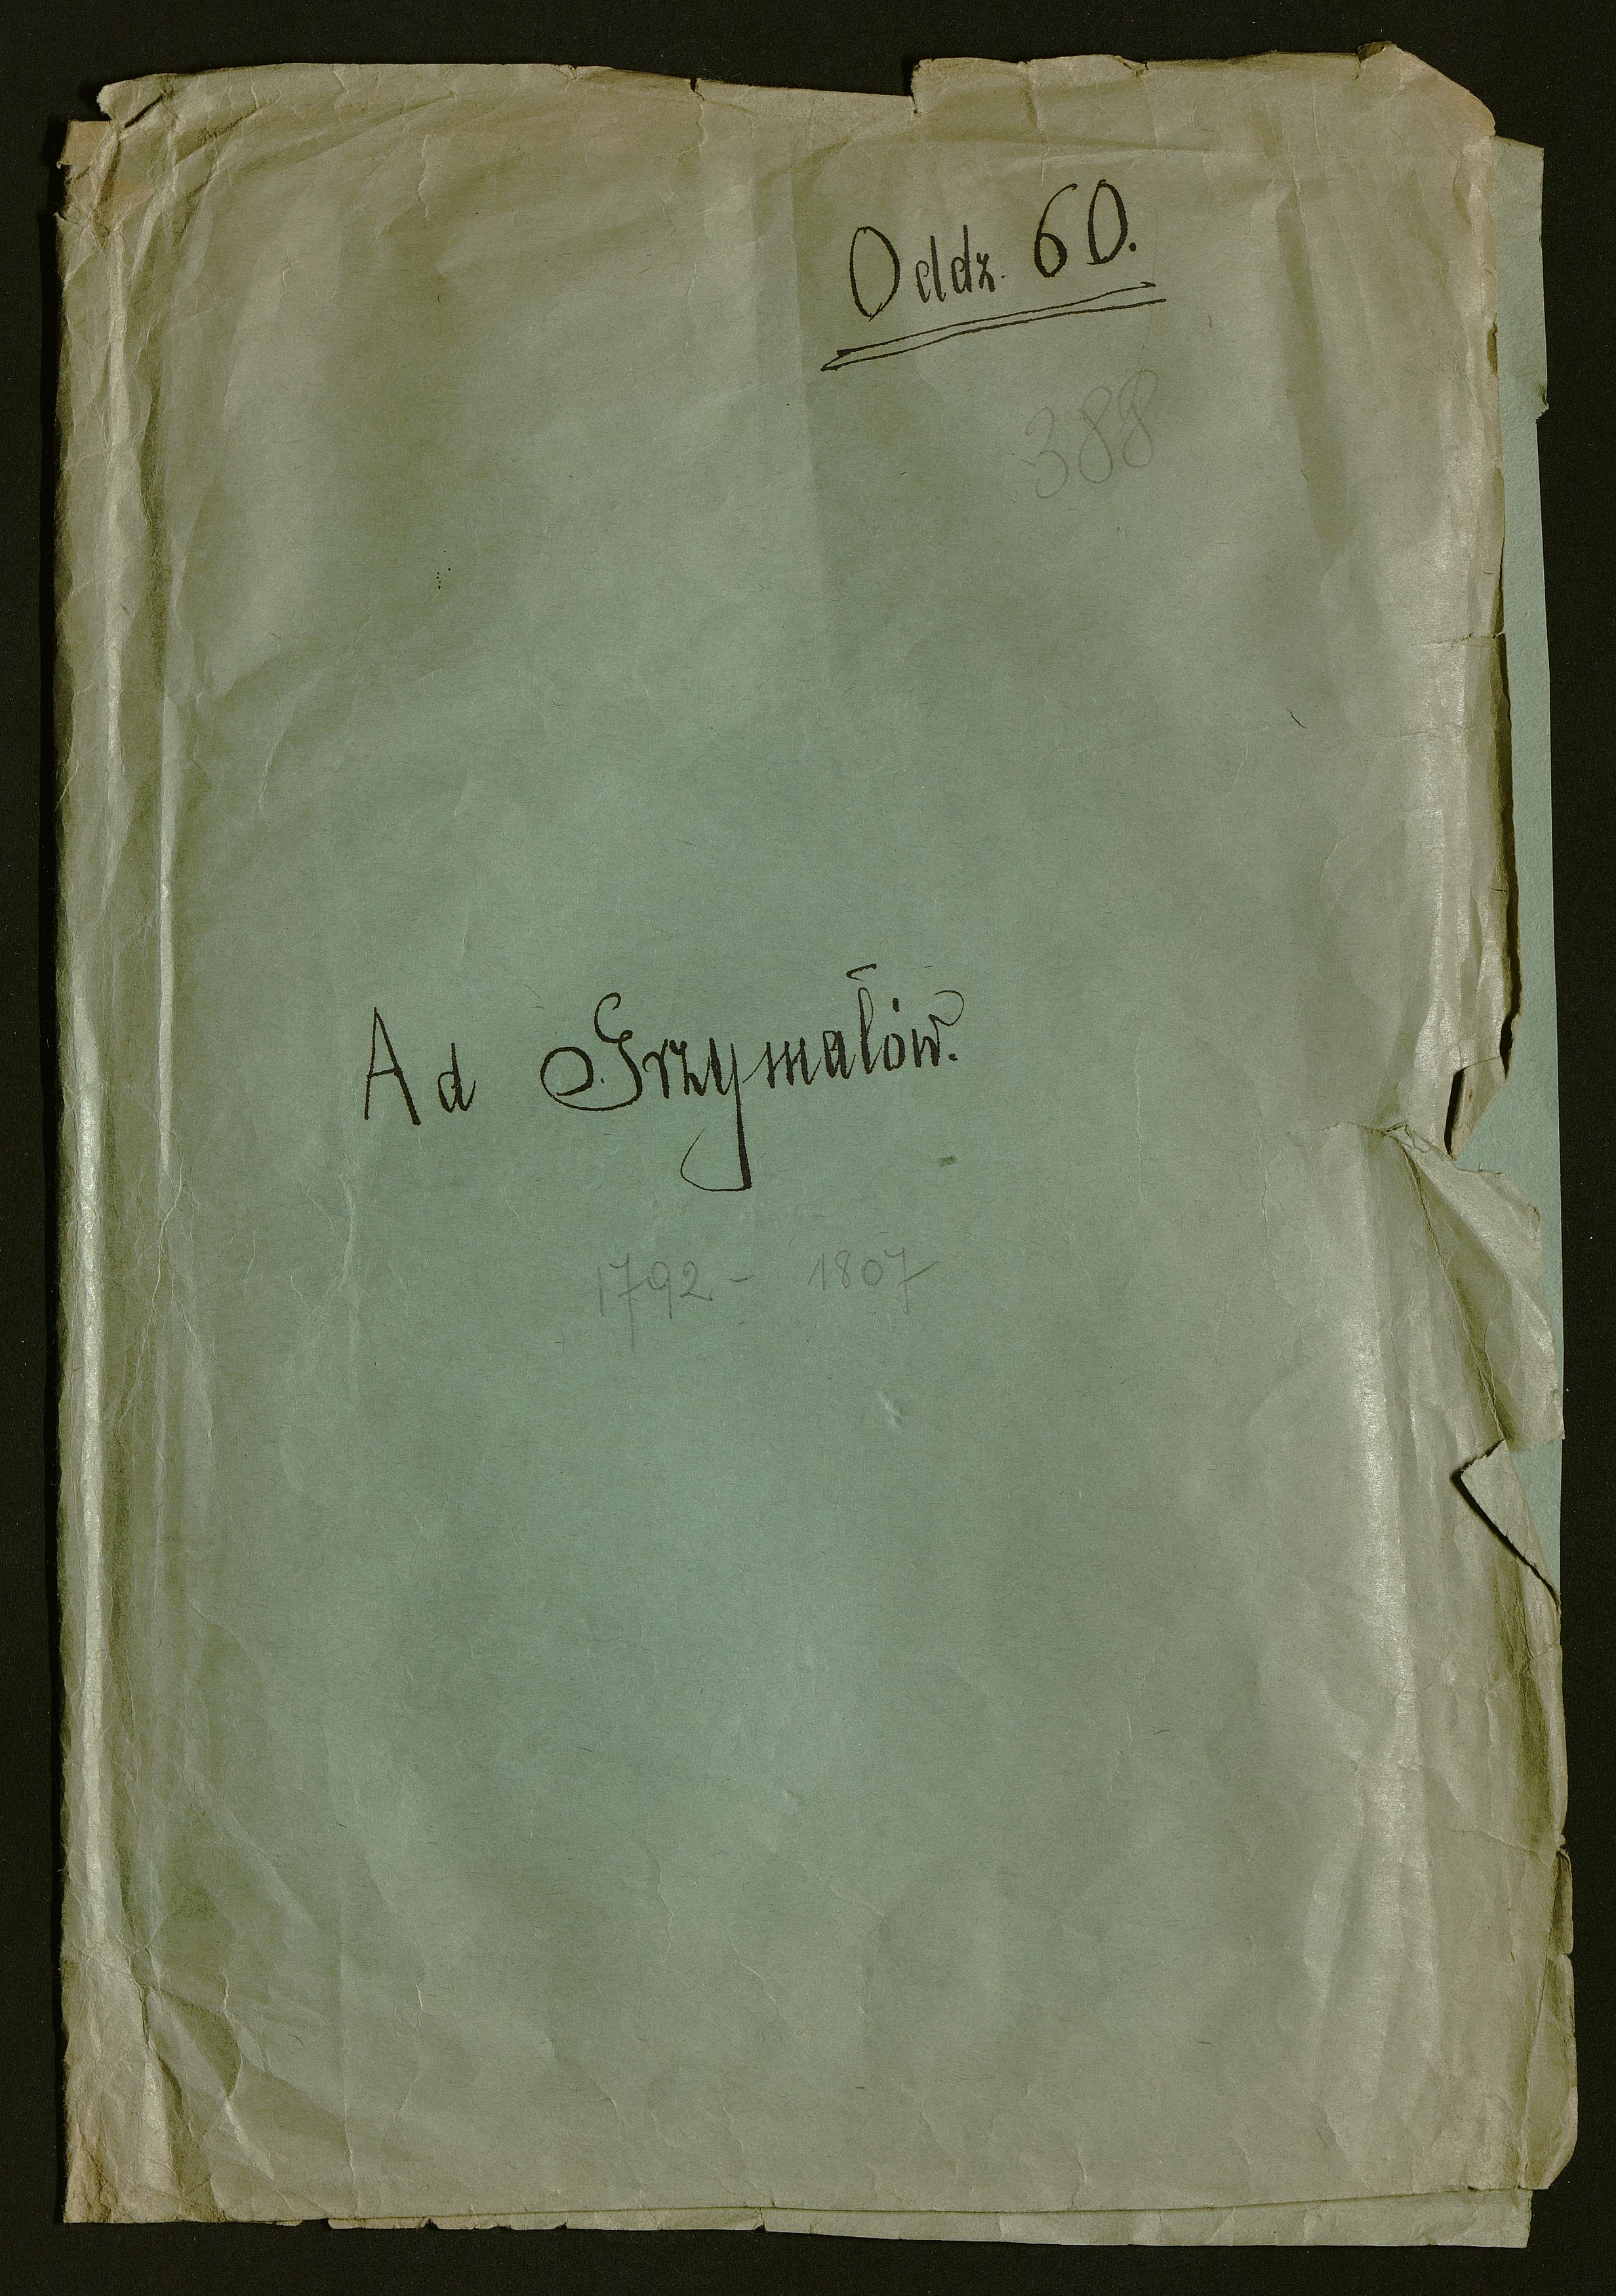 Oddz. 60.
388
Ad Grzymałów.
1792 - 1807